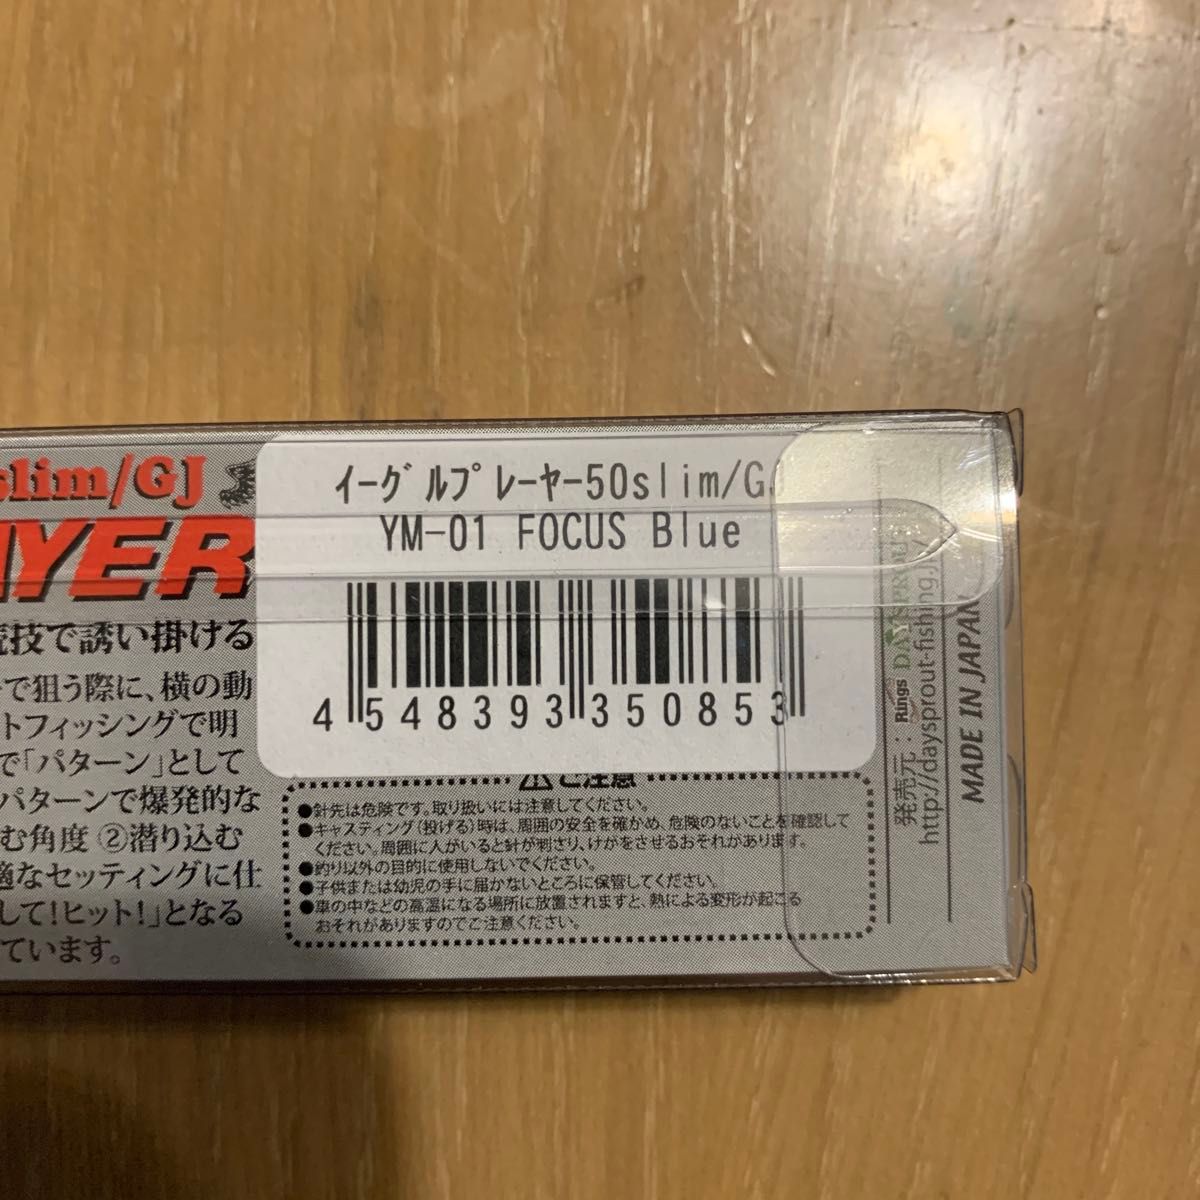 slim/GJ
AYER
競技で誘い掛ける
で狙う際に、横の動
トフィッシングで明
で「パターン」として
パターンで爆発的な
む角度 ②潜り込む
適なセッティングに仕
して!ヒット!」となる
ています。
イーグルプレーヤー50slim/GJ
YM-01 FOCUS Blue
4 548393 350853
ご注意
●針先は危険です。取り扱いには注意してください。
●キャスティング(投げる)時は、周囲の安全を確かめ、危険のないことを確認して
ください。周囲に人がいると針が刺さり、けがをさせるおそれがあります。
●釣り以外の目的に使用しないでください。
●子供または幼児の手に届かないところに保管してください。
●車の中などの高温になる場所に放置されますと、熱による変形が起こる
おそれがありますのでご注意ください。
発売元：Rings DAYSPROUT
http://daysprout-fishing.jp/
MADE IN JAPAN